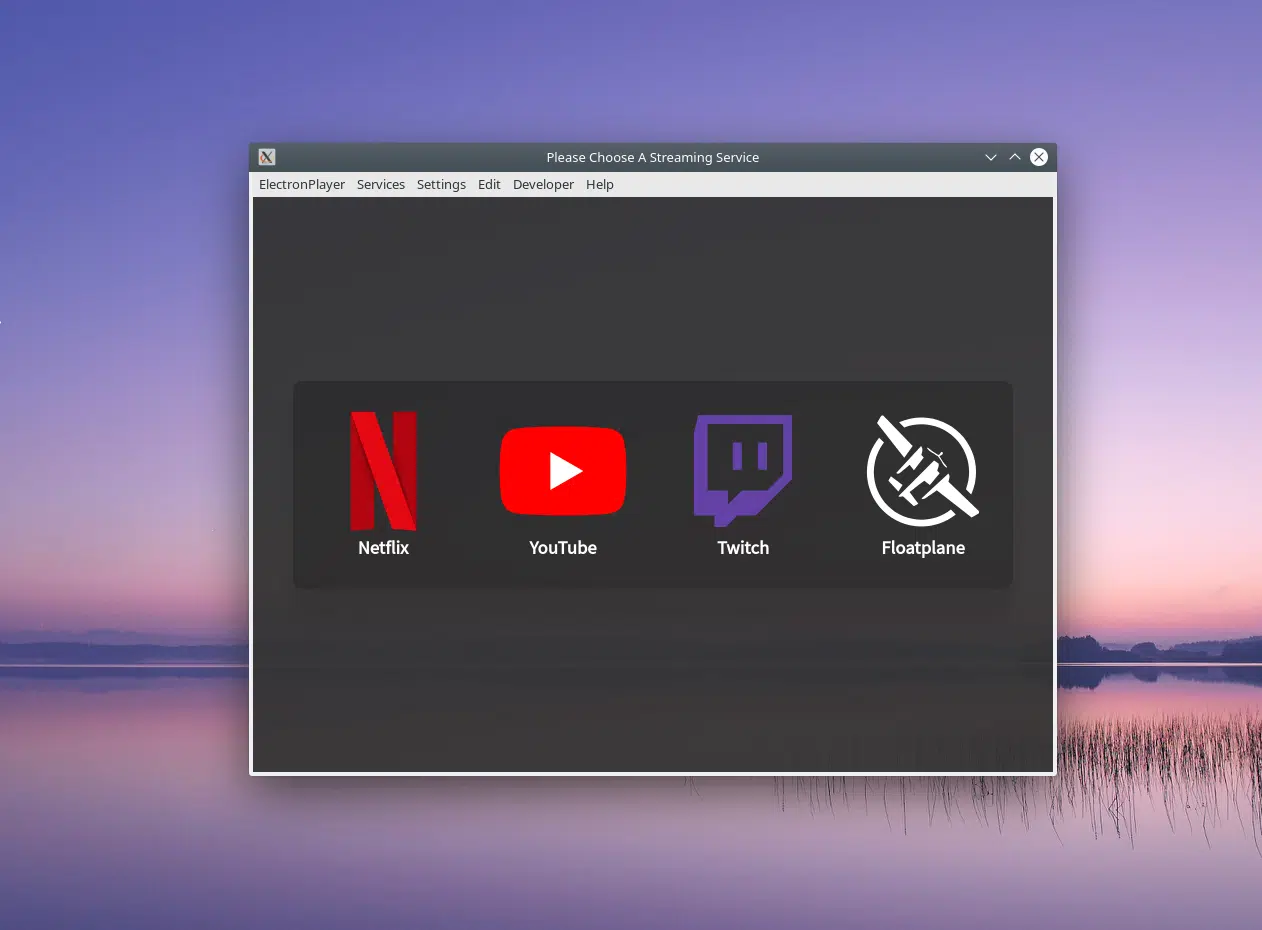 Please Choose A Streaming Service
ElectronPlayer Services Settings Edit Developer Help
Netflix YouTube Twitch Floatplane